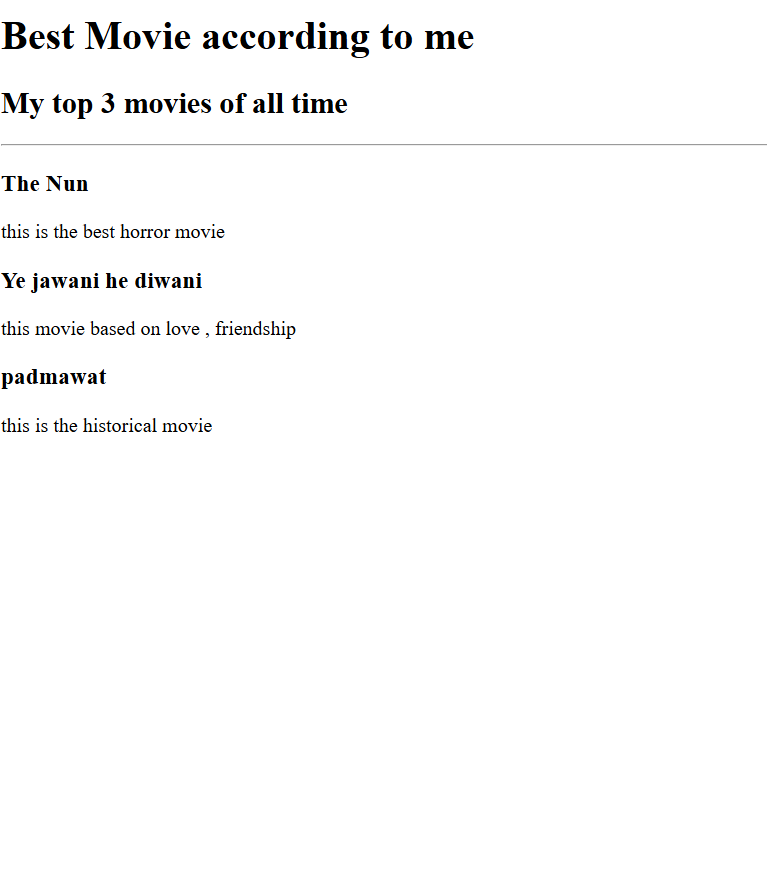 Best Movie according to me
My top 3 movies of all time
The Nun
this is the best horror movie
Ye jawani he diwani
this movie based on love , friendship
padmawat
this is the historical movie